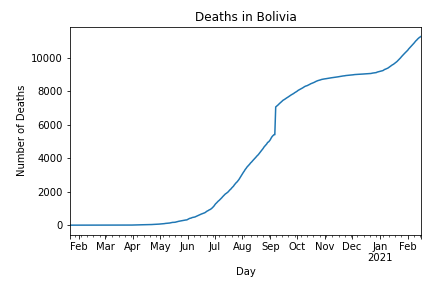 Deaths in Bolivia
Number of Deaths
10000
8000
6000
4000
2000
0
Feb Mar Apr May Jun Jul Aug Sep Oct Nov Dec Jan Feb
2021
Day